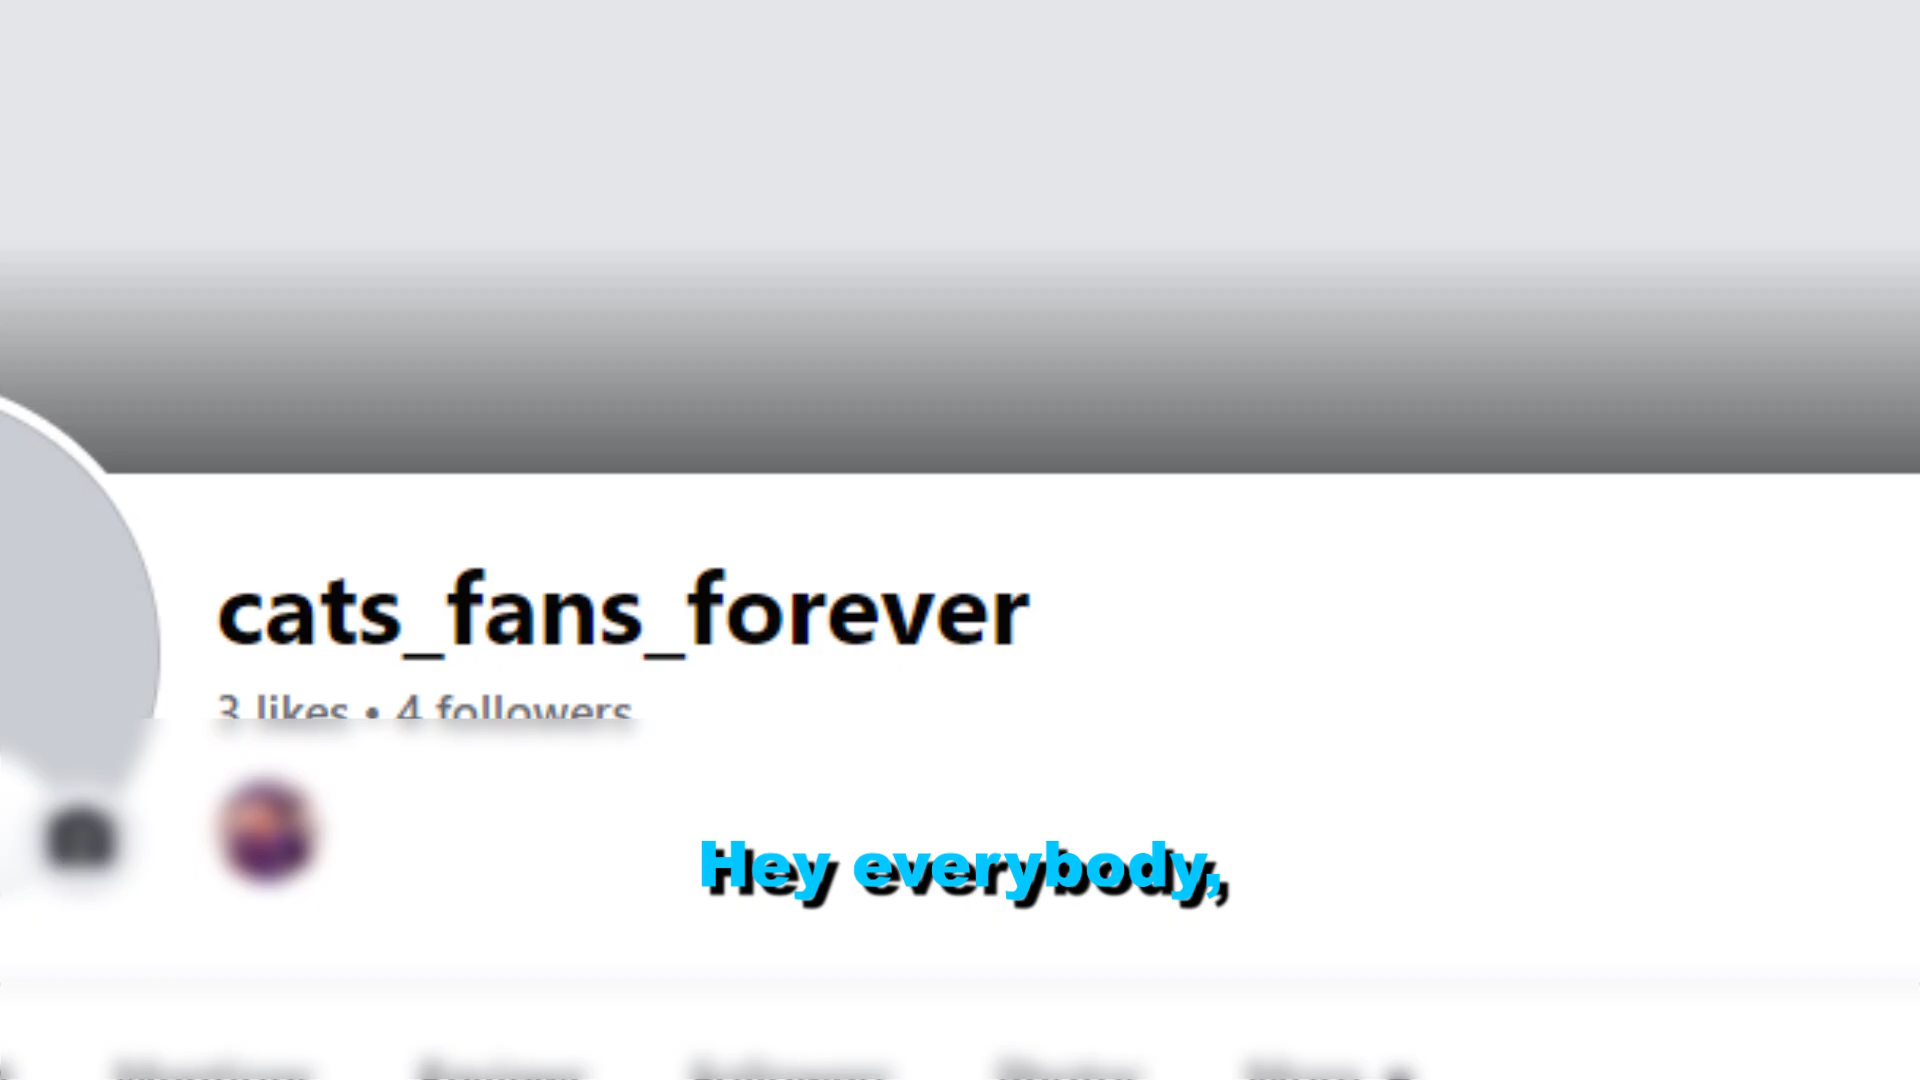 cats_fans_forever
3 likes • 4 followers
Hey everybody,